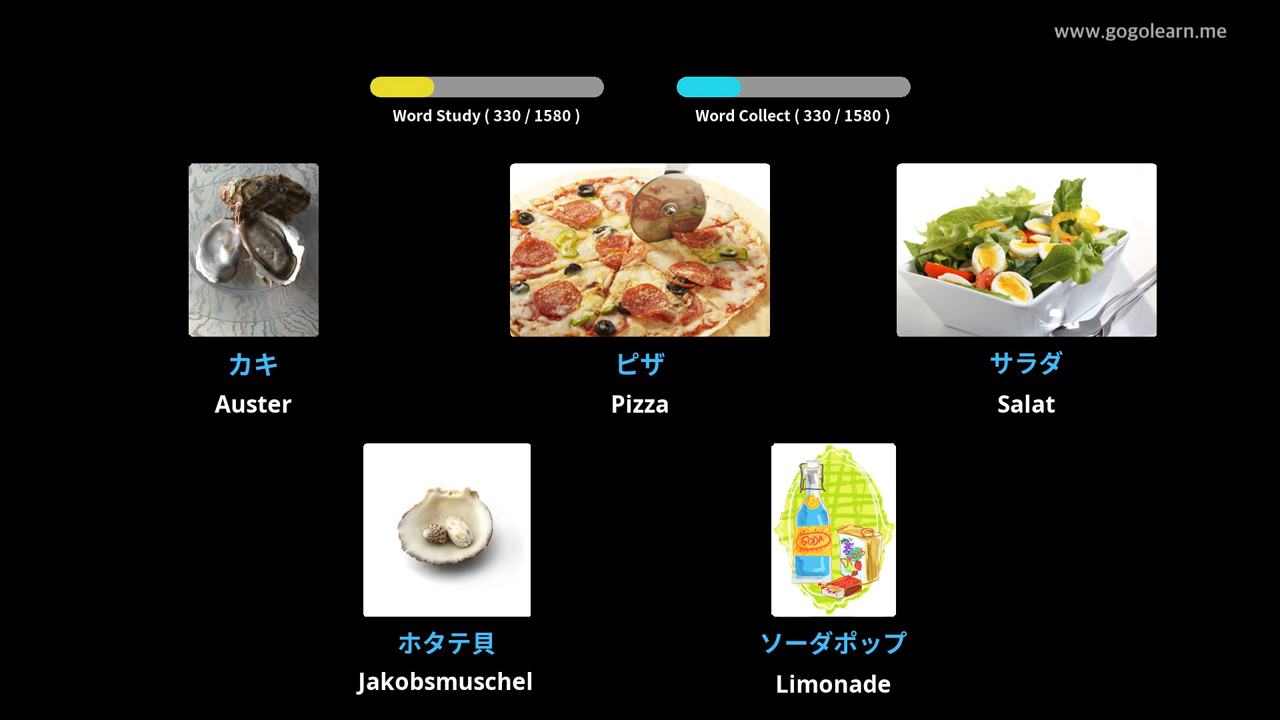 www.gogolearn.me
Word Study ( 330 / 1580 )
Word Collect ( 330 / 1580 )
カキ
Auster
ピザ
Pizza
サラダ
Salat
SODA
ホタテ貝
Jakobsmuschel
ソーダポップ
Limonade